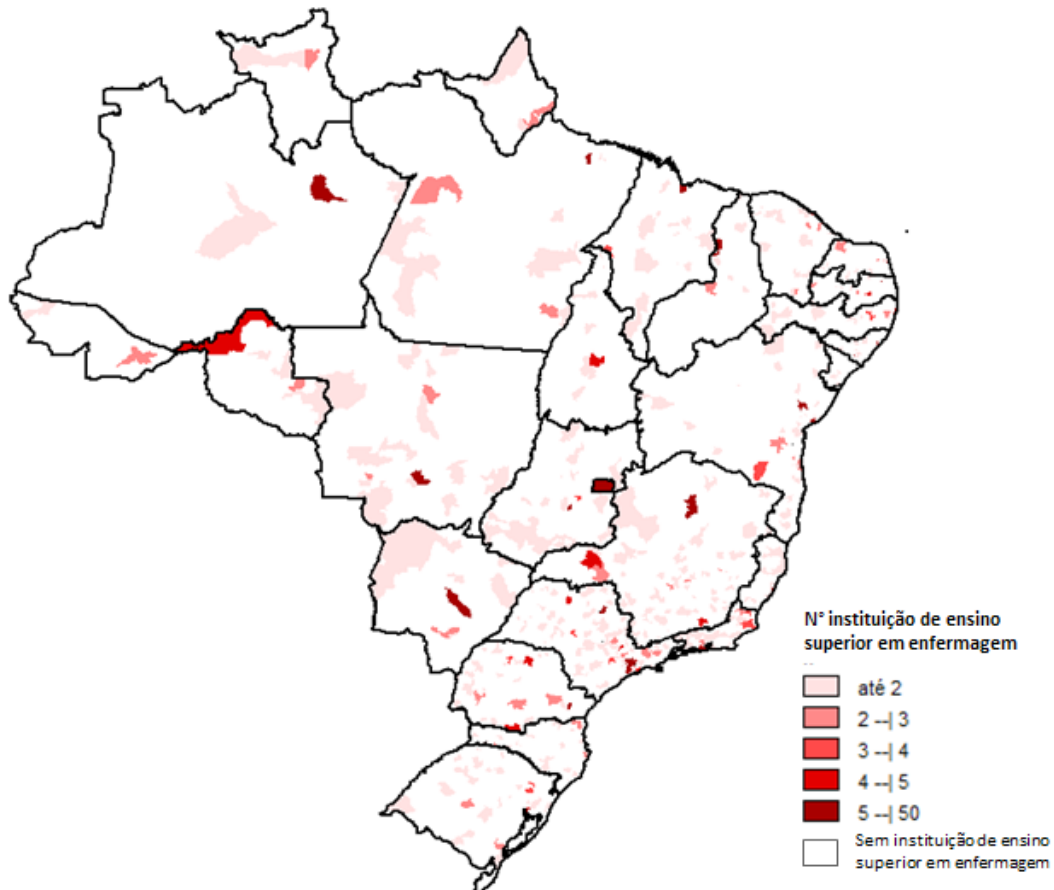 N° instituição de ensino
superior em enfermagem
..
até 2
2 --| 3
3 --| 4
4 --| 5
5 --| 50
Sem instituição de ensino
superior em enfermagem